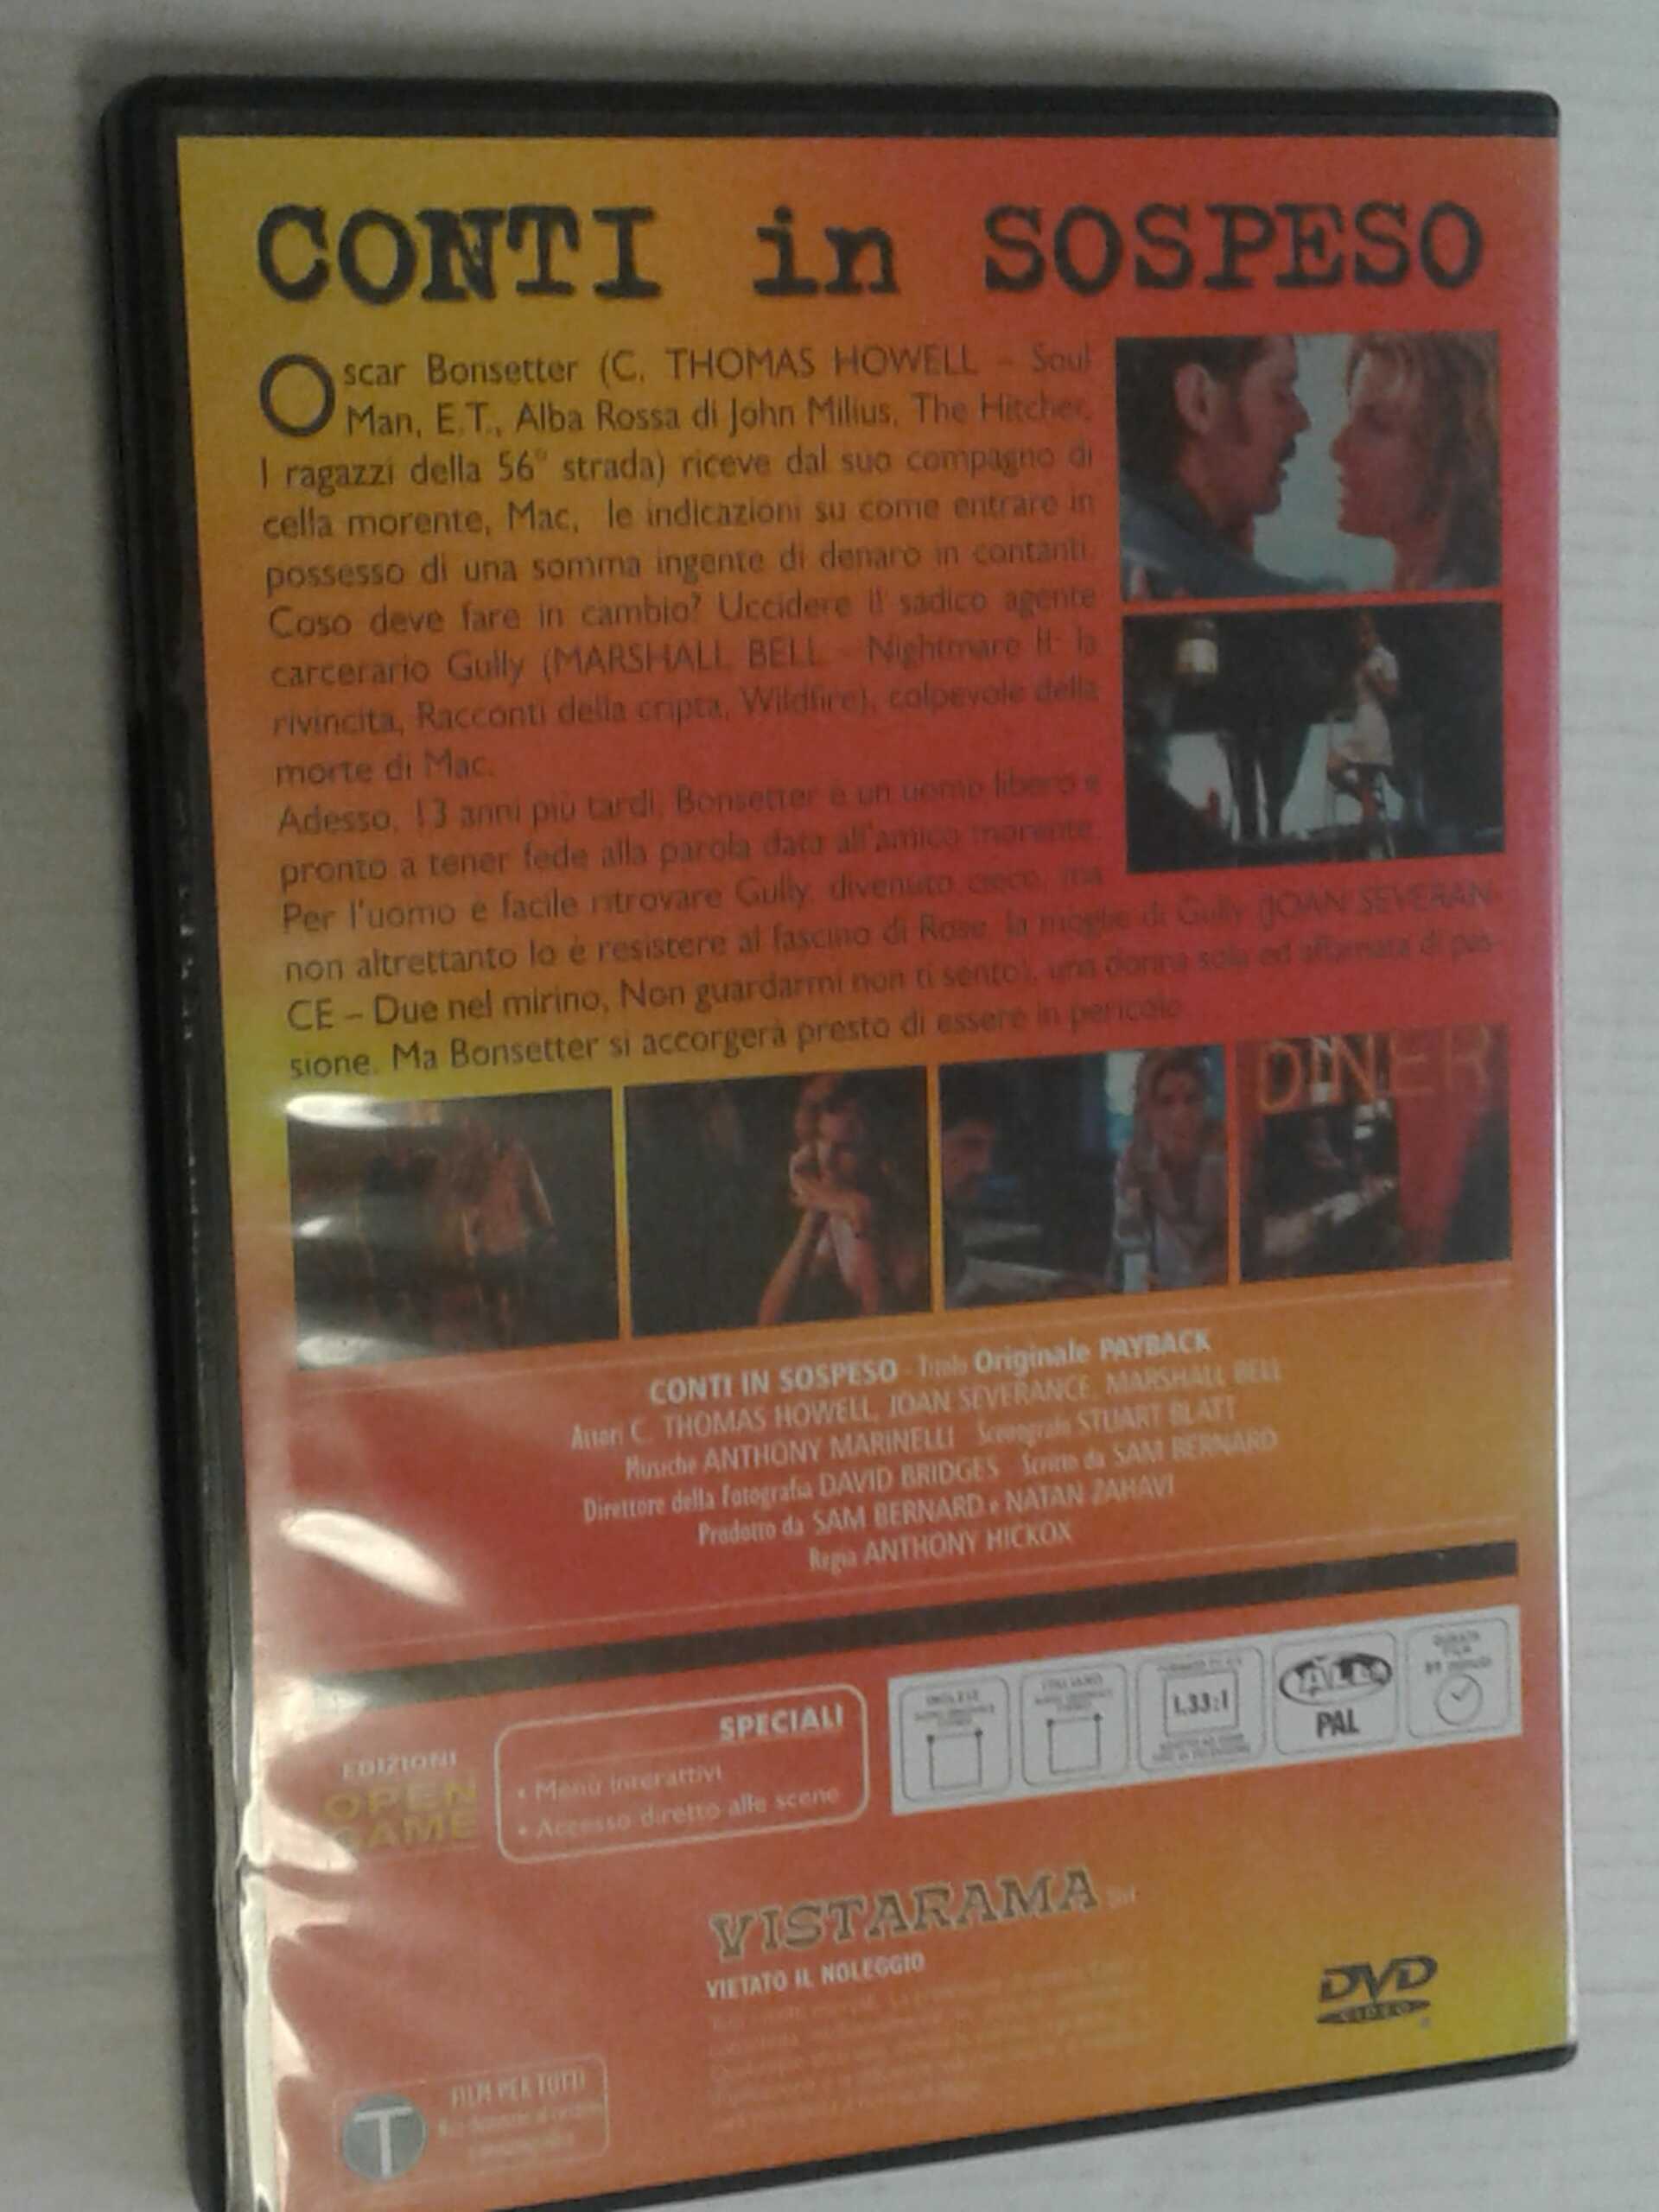 CONTI in SOSPESO
Oscar Bonsetter (C. THOMAS HOWELL - Soul
Man, E.T., Alba Rossa di John Milius, The Hitcher,
I ragazzi della 56° strada) riceve dal suo compagno di
cella morente, Mac, le indicazioni su come entrare in
possesso di una somma ingente di denaro in contanti.
Coso deve fare in cambio? Uccidere il sadico agente
carcerario Gully (MARSHALL BELL - Nightmare II- la
rivincita, Racconti della cripta, Wildfire), colpevole della
morte di Mac.
Adesso, 13 anni più tardi, Bonsetter è un uomo libero e
pronto a tener fede alla parola data all'amico morente.
Per l'uomo è facile ritrovare Gully, divenuto cieco, ma
non altrettanto lo è resistere al fascino di Rose, la moglie di Gully (JOAN SEVERAN-
CE – Due nel mirino, Non guardarmi non ti sento), una donna sola ed affamata di pas-
sione. Ma Bonsetter si accorgerà presto di essere in pericolo
DINER
CONTI IN SOSPESO - Titolo Originale PAYBACK
Attori C. THOMAS HOWELL, JOAN SEVERANCE, MARSHALL BELL
Musiche ANTHONY MARINELLI Scenografo STUART BLATT
Direttore della fotografia DAVID BRIDGES Scritto da SAM BERNARD
Prodotto da SAM BERNARD e NATAN ZAHAVI
Regia ANTHONY HICKOX
EDIZIONI
OPEN
GAME
SPECIALI
• Menù interattivi
• Accesso diretto alle scene
INGLESE
ITALIANO
1.33:1
ALL
PAL
DURATA
FILM
VISTARAMA
VIETATO IL NOLEGGIO
DVD
VIDEO
T
FILM PER TUTTI